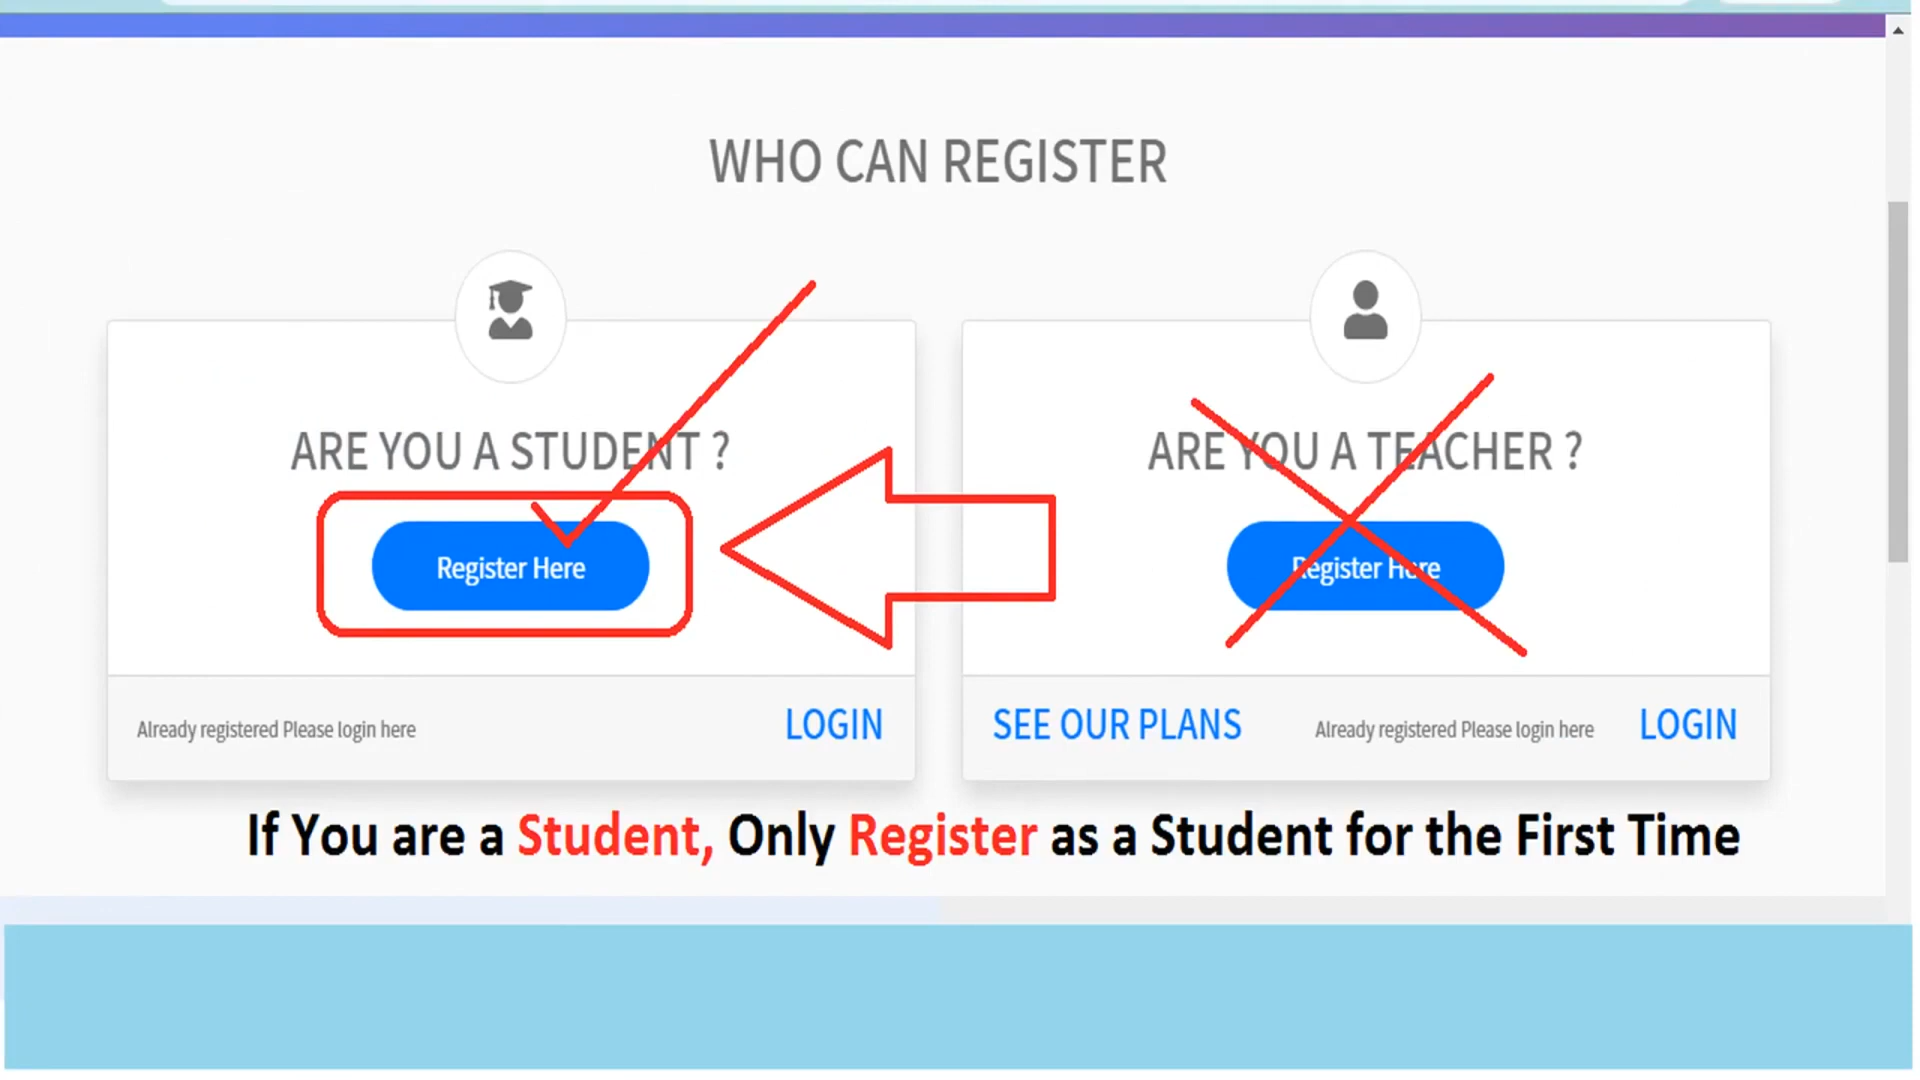 WHO CAN REGISTER
ARE YOU A STUDENT ?
Register Here
Already registered Please login here
LOGIN
ARE YOU A TEACHER ?
Register Here
SEE OUR PLANS
Already registered Please login here
LOGIN
If You are a Student, Only Register as a Student for the First Time